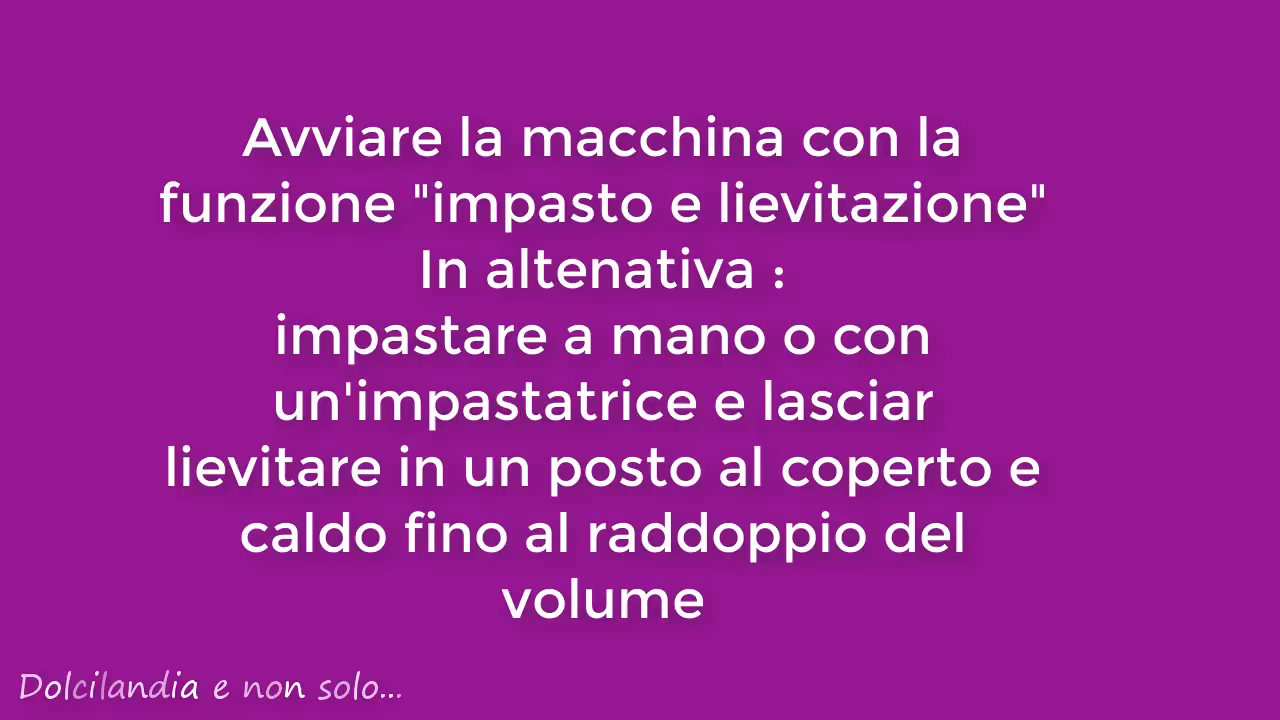 Avviare la macchina con la
funzione "impasto e lievitazione"
In altenativa :
impastare a mano o con
un'impastatrice e lasciar
lievitare in un posto al coperto e
caldo fino al raddoppio del
volume
Dolcilandia e non solo...